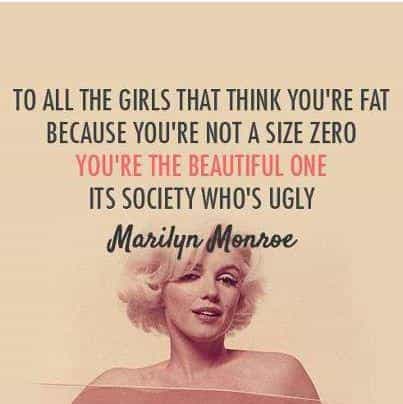 TO ALL THE GIRLS THAT THINK YOU'RE FAT
BECAUSE YOU'RE NOT A SIZE ZERO
YOU'RE THE BEAUTIFUL ONE
ITS SOCIETY WHO'S UGLY
Marilyn Monroe